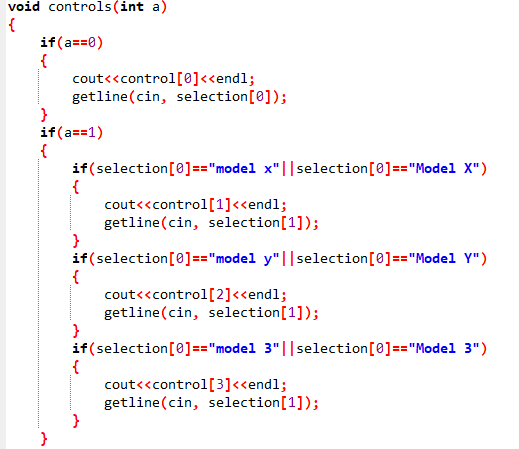 void controls(int a)
{
    if(a==0)
    {
        cout<<control[0]<<endl;
        getline(cin, selection[0]);
    }
    if(a==1)
    {
        if(selection[0]=="model x"||selection[0]=="Model X")
        {
            cout<<control[1]<<endl;
            getline(cin, selection[1]);
        }
        if(selection[0]=="model y"||selection[0]=="Model Y")
        {
            cout<<control[2]<<endl;
            getline(cin, selection[1]);
        }
        if(selection[0]=="model 3"||selection[0]=="Model 3")
        {
            cout<<control[3]<<endl;
            getline(cin, selection[1]);
        }
    }